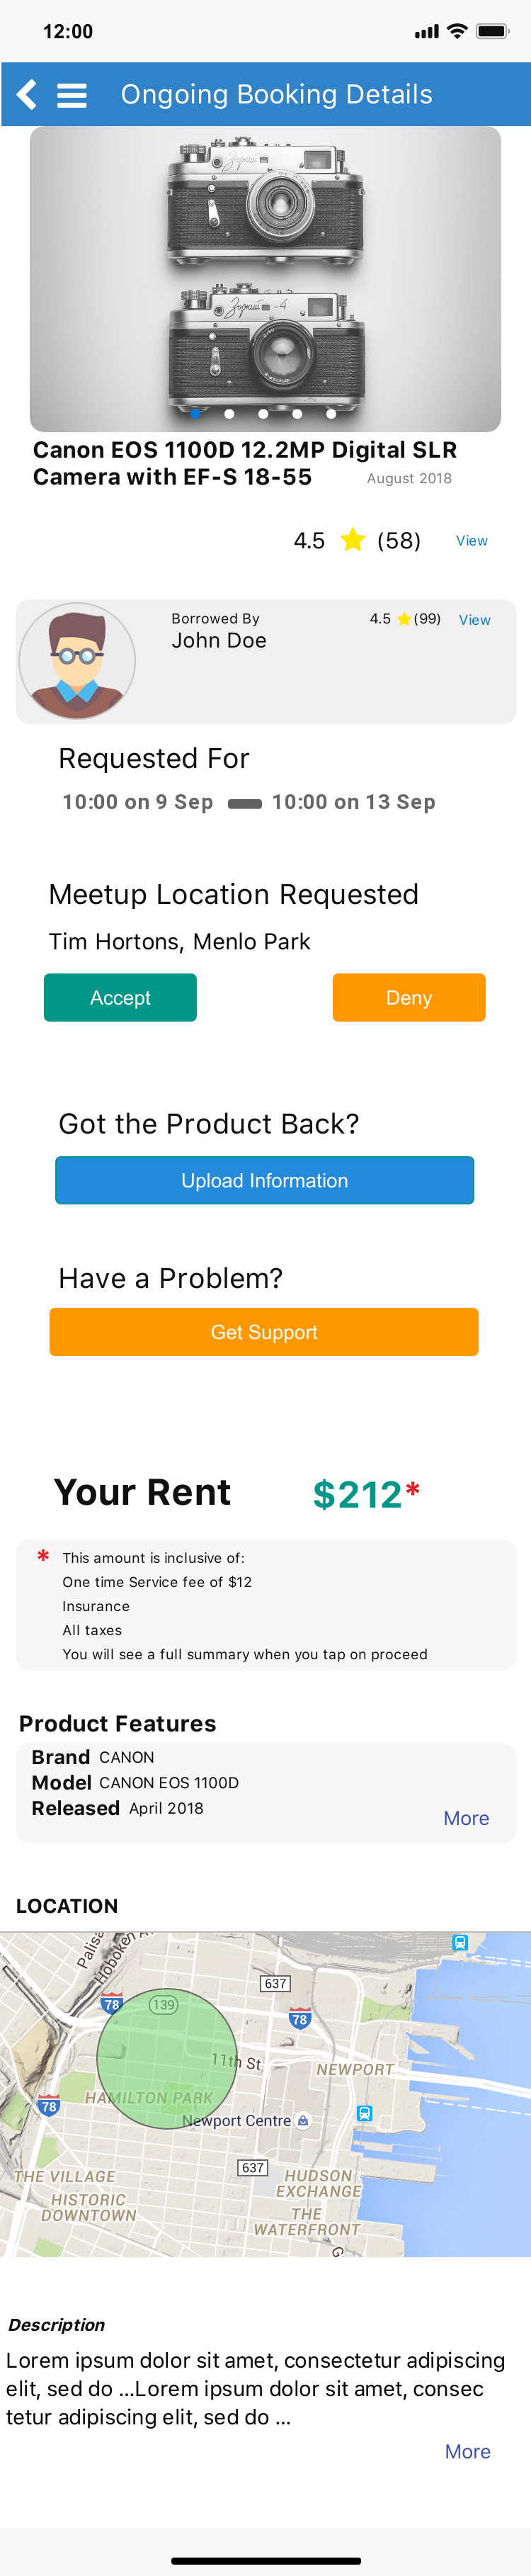 12:00
Ongoing Booking Details
Зоркий
Зоркий - 4
Canon EOS 1100D 12.2MP Digital SLR
Camera with EF-S 18-55
August 2018
4.5 (58) View
Borrowed By
4.5 (99) View
John Doe
Requested For
10:00 on 9 Sep 10:00 on 13 Sep
Meetup Location Requested
Tim Hortons, Menlo Park
Accept
Deny
Got the Product Back?
Upload Information
Have a Problem?
Get Support
Your Rent $212*
* This amount is inclusive of:
One time Service fee of $12
Insurance
All taxes
You will see a full summary when you tap on proceed
Product Features
Brand CANON
Model CANON EOS 1100D
Released April 2018
More
LOCATION
Hoboken
637
78
139
78
11th St
NEWPORT
78
HAMILTON PARK
Newport Centre
637
THE VILLAGE
HUDSON
EXCHANGE
HISTORIC
DOWNTOWN
THE
WATERFRONT
Description
Lorem ipsum dolor sit amet, consectetur adipiscing
elit, sed do ...Lorem ipsum dolor sit amet, consec
tetur adipiscing elit, sed do ...
More